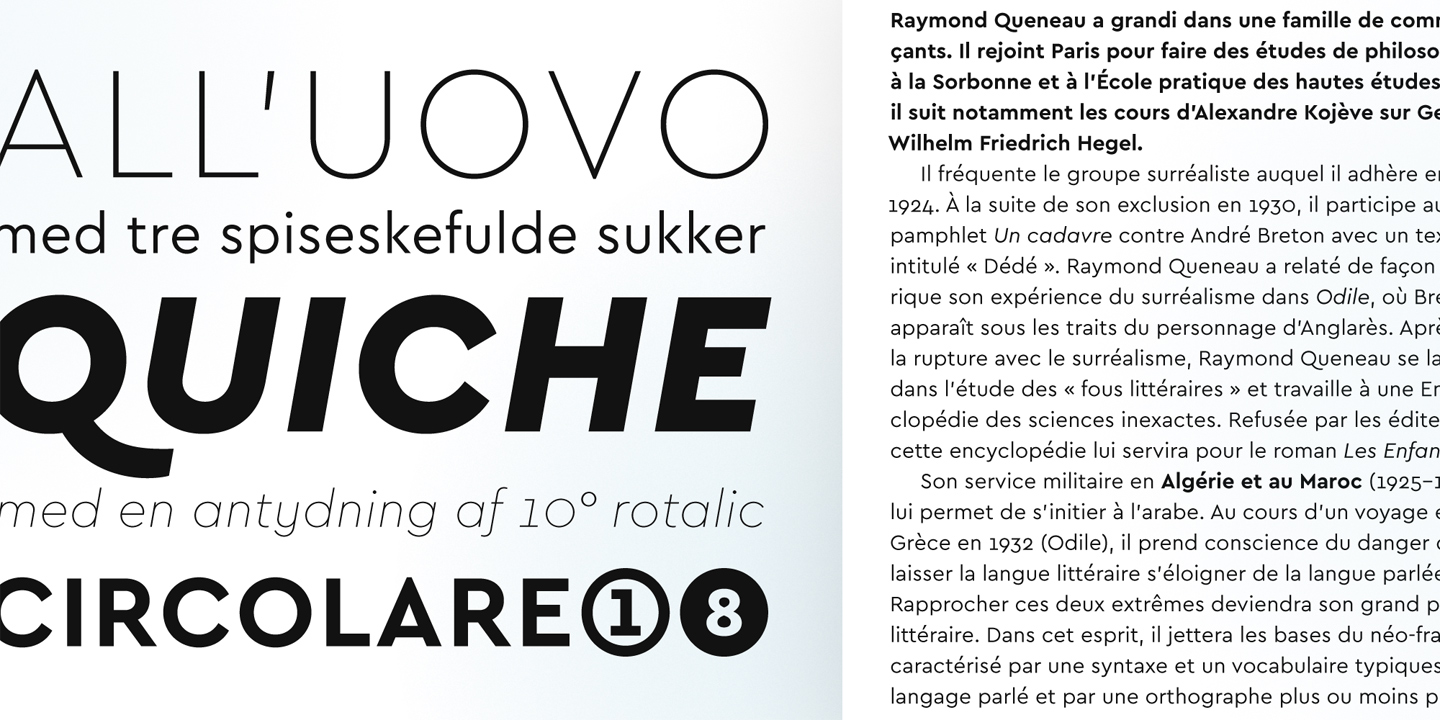 ALL'UOVO
med tre spiseskefulde sukker
QUICHE
med en antydning af 10° rotalic
CIRCOLARE①❽
Raymond Queneau a grandi dans une famille de com
çants. Il rejoint Paris pour faire des études de philoso
à la Sorbonne et à l'École pratique des hautes études
il suit notamment les cours d'Alexandre Kojève sur Ge
Wilhelm Friedrich Hegel.
Il fréquente le groupe surréaliste auquel il adhère en
1924. À la suite de son exclusion en 1930, il participe au
pamphlet Un cadavre contre André Breton avec un tex
intitulé « Dédé ». Raymond Queneau a relaté de façon
rique son expérience du surréalisme dans Odile, où Bre
apparaît sous les traits du personnage d'Anglarès. Aprè
la rupture avec le surréalisme, Raymond Queneau se la
dans l'étude des « fous littéraires » et travaille à une En
clopédie des sciences inexactes. Refusée par les édite
cette encyclopédie lui servira pour le roman Les Enfan
Son service militaire en Algérie et au Maroc (1925–1
lui permet de s'initier à l'arabe. Au cours d'un voyage e
Grèce en 1932 (Odile), il prend conscience du danger
laisser la langue littéraire s'éloigner de la langue parlée
Rapprocher ces deux extrêmes deviendra son grand p
littéraire. Dans cet esprit, il jettera les bases du néo-fra
caractérisé par une syntaxe et un vocabulaire typiques
langage parlé et par une orthographe plus ou moins p